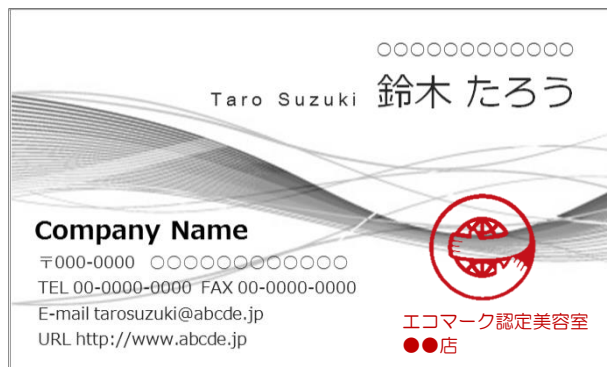 ○○○○○○○○○○○○
Taro Suzuki 鈴木 たろう
Company Name
〒000-0000 ○○○○○○○○○○○○
TEL 00-0000-0000 FAX 00-0000-0000
E-mail tarosuzuki@abcde.jp
URL http://www.abcde.jp
エコマーク認定美容室
●●店